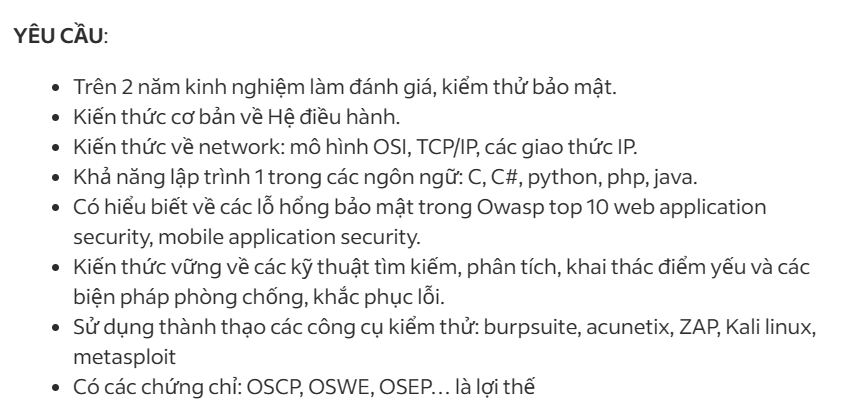 YÊU CẦU:
• Trên 2 năm kinh nghiệm làm đánh giá, kiểm thử bảo mật.
• Kiến thức cơ bản về Hệ điều hành.
• Kiến thức về network: mô hình OSI, TCP/IP, các giao thức IP.
• Khả năng lập trình 1 trong các ngôn ngữ: C, C#, python, php, java.
• Có hiểu biết về các lỗ hổng bảo mật trong Owasp top 10 web application
security, mobile application security.
• Kiến thức vững về các kỹ thuật tìm kiếm, phân tích, khai thác điểm yếu và các
biện pháp phòng chống, khắc phục lỗi.
• Sử dụng thành thạo các công cụ kiểm thử: burpsuite, acunetix, ZAP, Kali linux,
metasploit
• Có các chứng chỉ: OSCP, OSWE, OSEP... là lợi thế